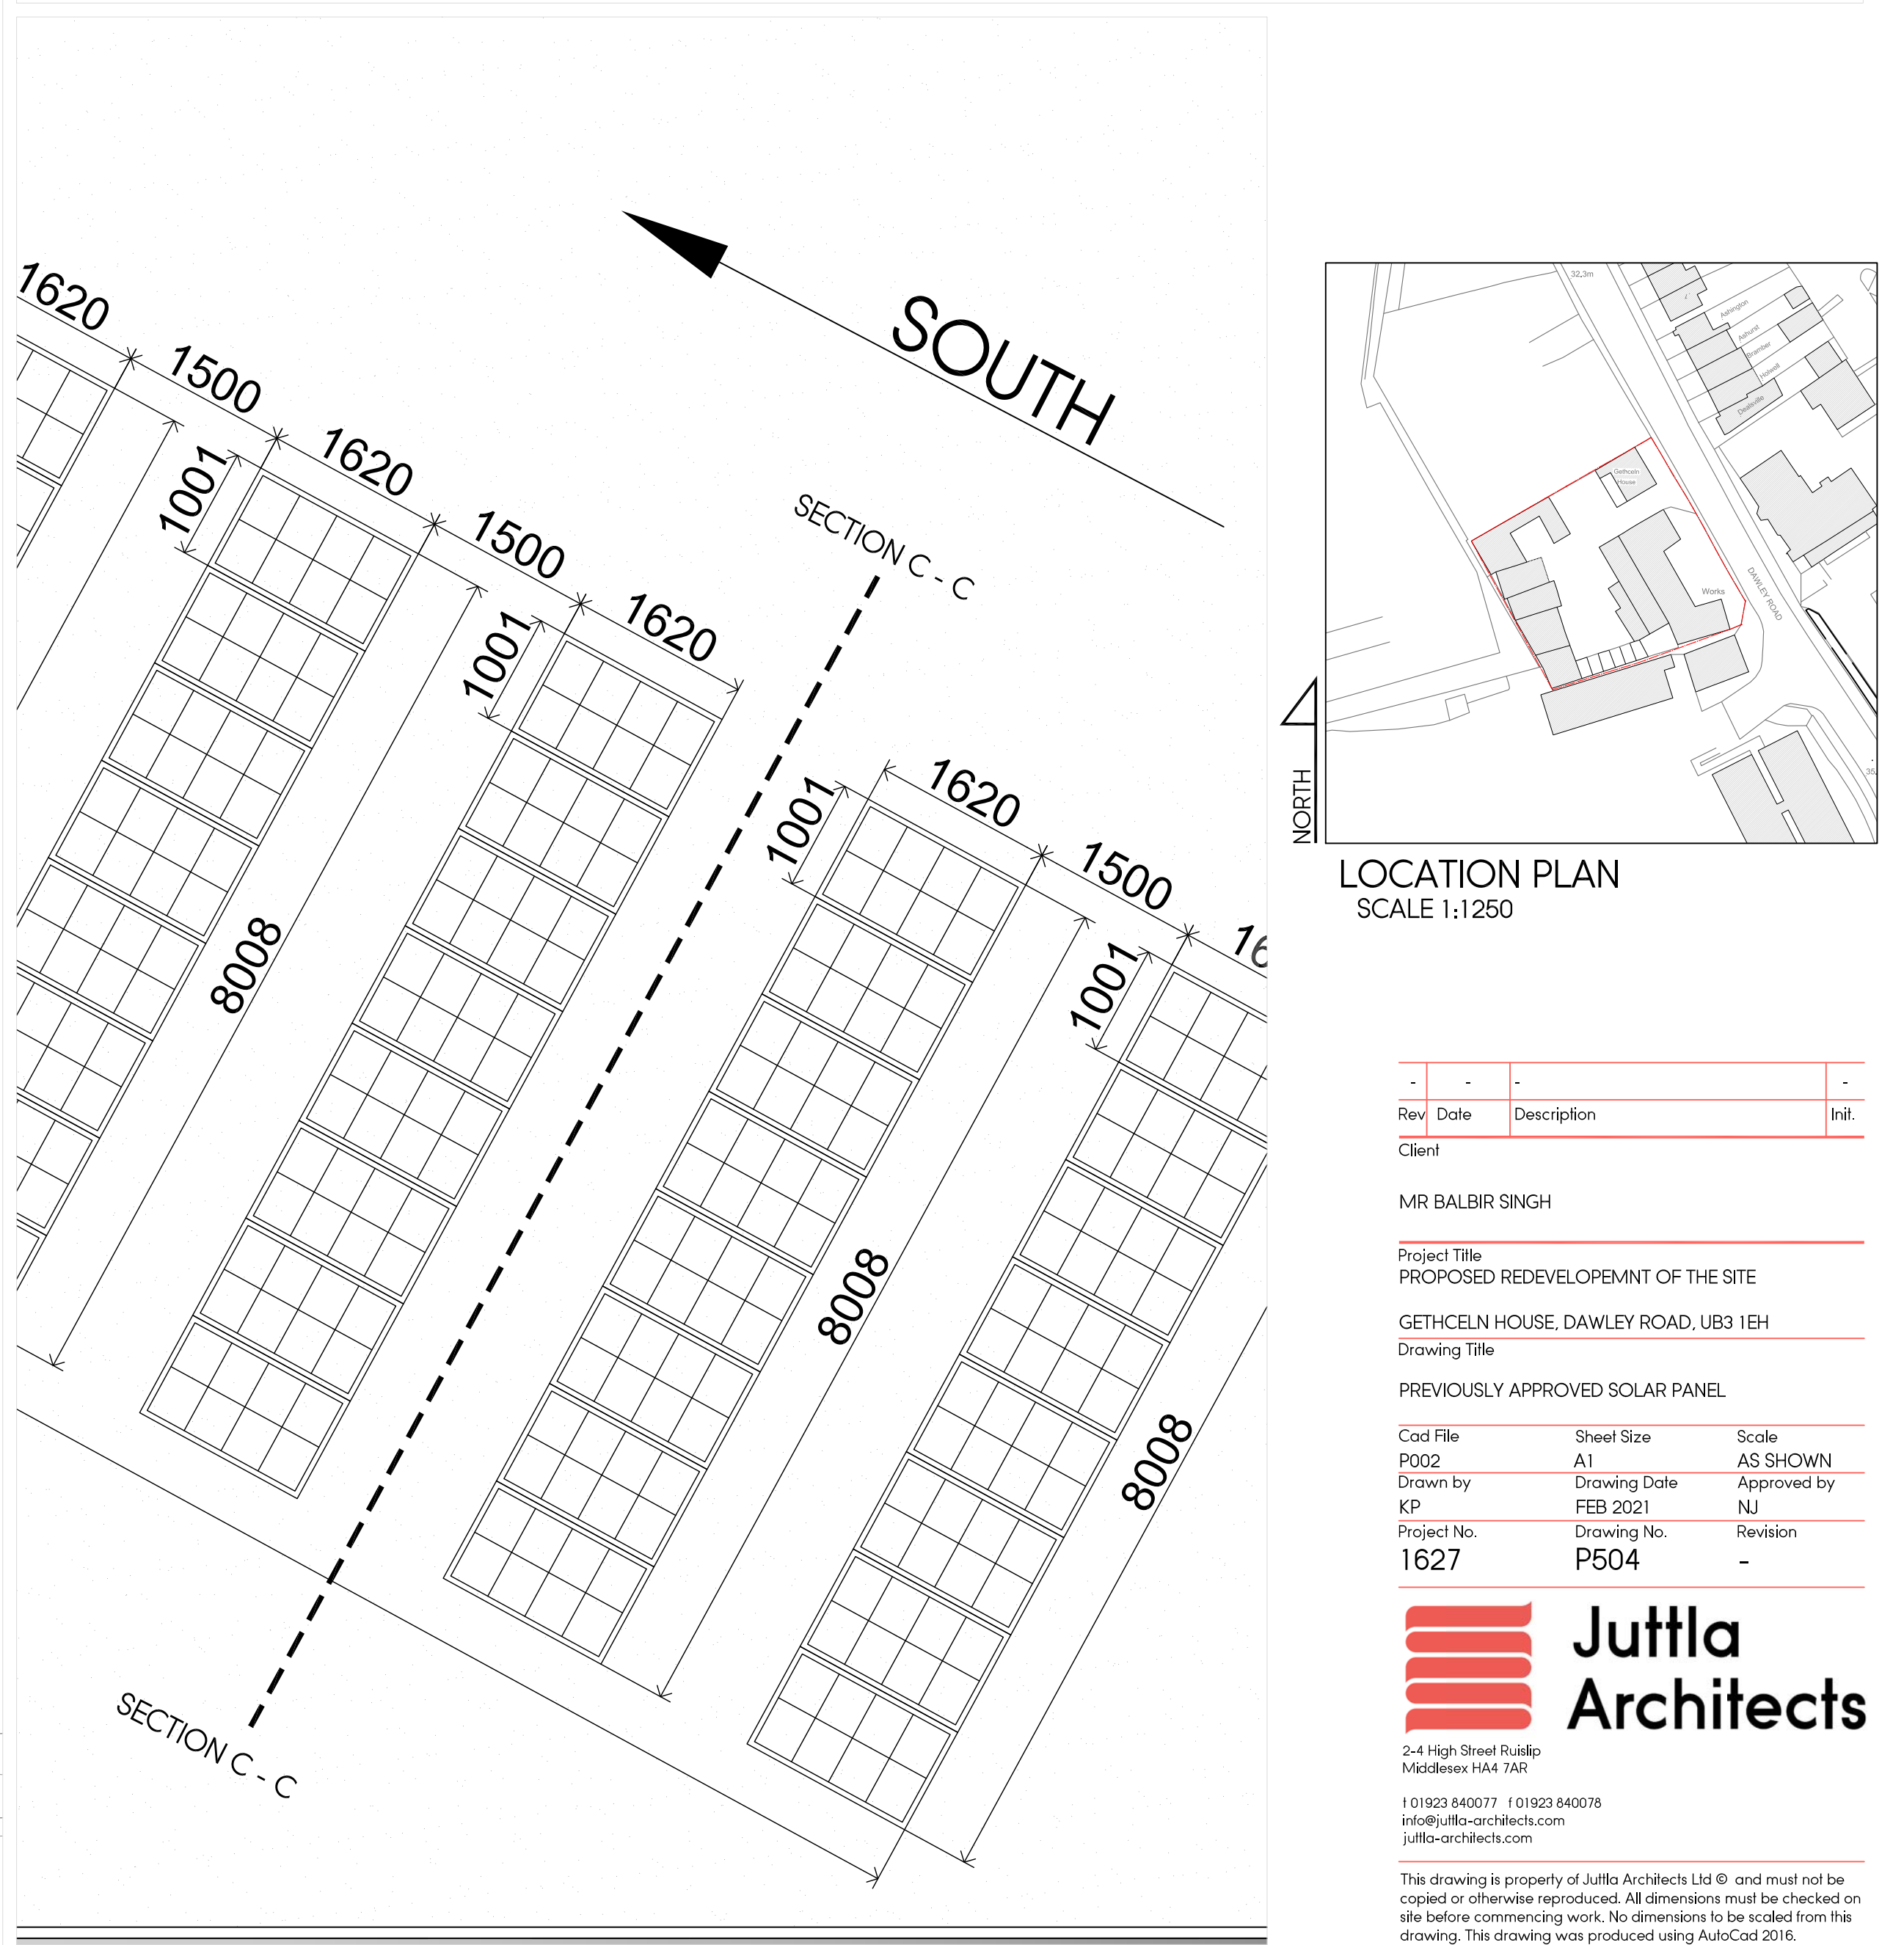 1620
1500
1001
1620
1500
1001
1620
SOUTH
SECTION C - C
1001
1620
1500
1001
8008
8008
8008
SECTION C - C
32.3m
Ashington
Ashurst
Bramber
Holwell
Dealsville
Gethceln
House
Works
DAWLEY ROAD
NORTH
LOCATION PLAN
SCALE 1:1250
- - - -
Rev Date Description Init.
Client
MR BALBIR SINGH
Project Title
PROPOSED REDEVELOPEMNT OF THE SITE
GETHCELN HOUSE, DAWLEY ROAD, UB3 1EH
Drawing Title
PREVIOUSLY APPROVED SOLAR PANEL
Cad File Sheet Size Scale
P002 A1 AS SHOWN
Drawn by Drawing Date Approved by
KP FEB 2021 NJ
Project No. Drawing No. Revision
1627 P504 -
Juttla
Architects
2-4 High Street Ruislip
Middlesex HA4 7AR
t 01923 840077 f 01923 840078
info@juttla-architects.com
juttla-architects.com
This drawing is property of Juttla Architects Ltd © and must not be
copied or otherwise reproduced. All dimensions must be checked on
site before commencing work. No dimensions to be scaled from this
drawing. This drawing was produced using AutoCad 2016.